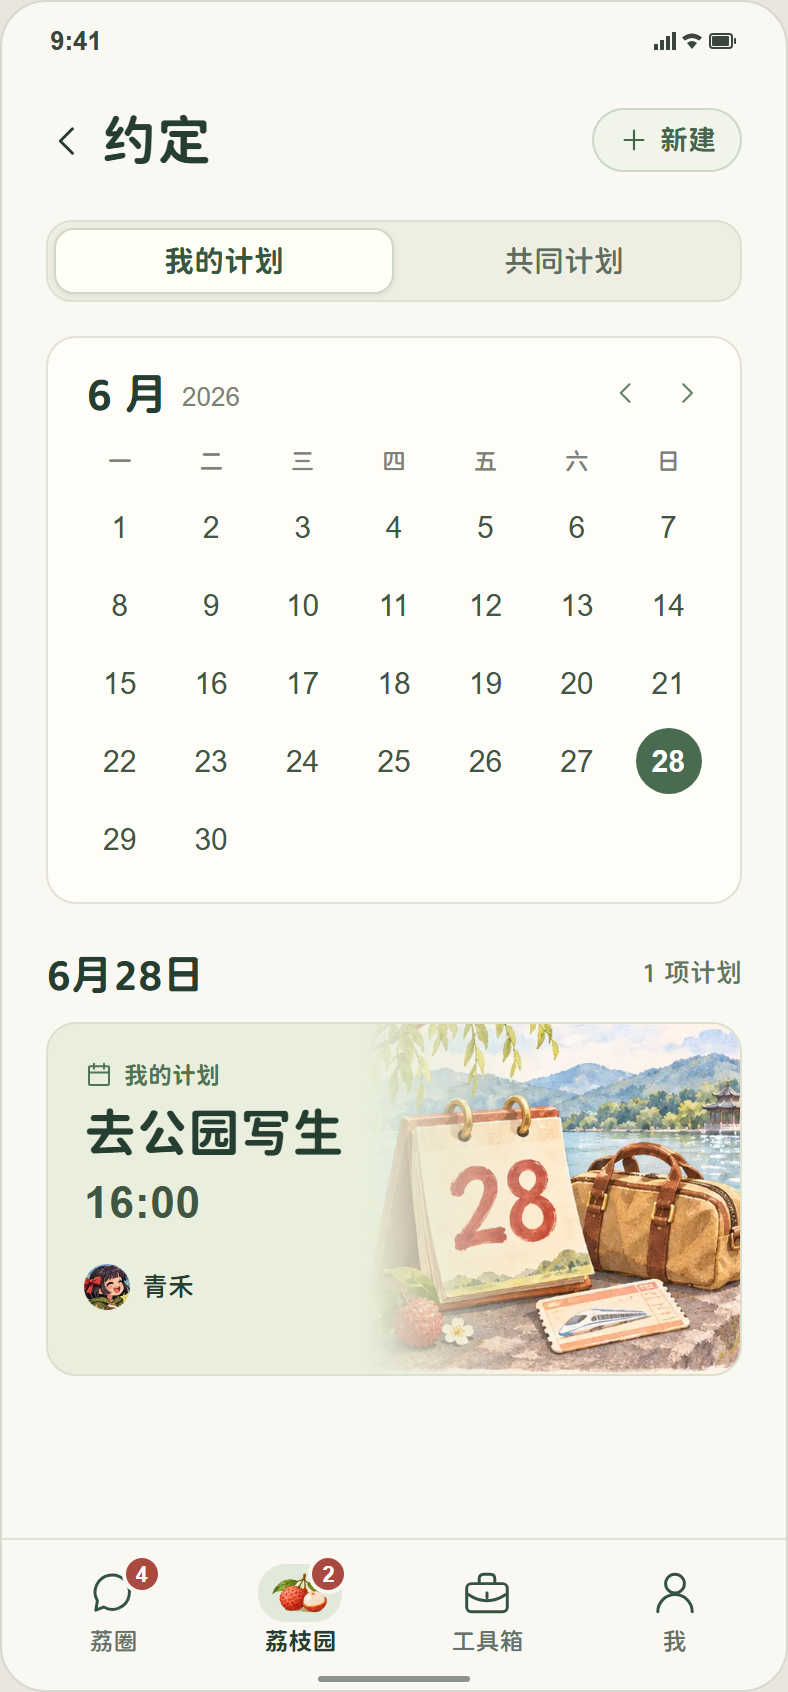 9:41
约定
+ 新建
我的计划 共同计划
6 月 2026
一 二 三 四 五 六 日
1 2 3 4 5 6 7
8 9 10 11 12 13 14
15 16 17 18 19 20 21
22 23 24 25 26 27 28
29 30
6月28日 1 项计划
我的计划
去公园写生
16:00
青禾
28
4 2
荔圈 荔枝园 工具箱 我